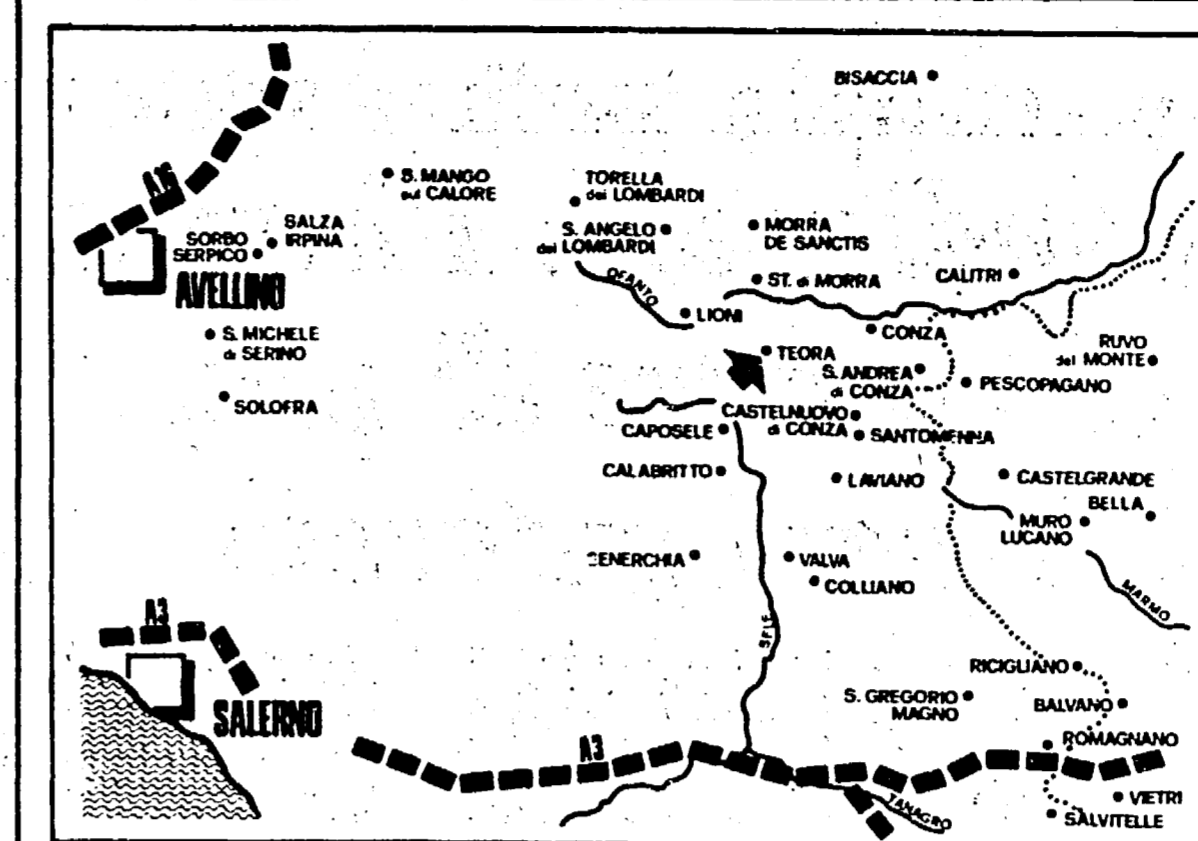 BISACCIA
A16
S. MANGO
sul CALORE
TORELLA
dei LOMBARDI
SALZA
IRPINA
SORBO
SERPICO
S. ANGELO
dei LOMBARDI
MORRA
DE SANCTIS
AVELLINO
OFANTO
ST. di MORRA
CALITRI
LIONI
S. MICHELE
di SERINO
CONZA
TEORA
RUVO
del MONTE
S. ANDREA
di CONZA
PESCOPAGANO
SOLOFRA
CASTELNUOVO
di CONZA
CAPOSELE
SANTOMENNA
CALABRITTO
LAVIANO
CASTELGRANDE
BELLA
MURO
LUCANO
SENERCHIA
VALVA
COLLIANO
MARMO
A3
SELE
RICIGLIANO
SALERNO
S. GREGORIO
MAGNO
BALVANO
ROMAGNANO
A3
TANAGRO
VIETRI
SALVITELLE